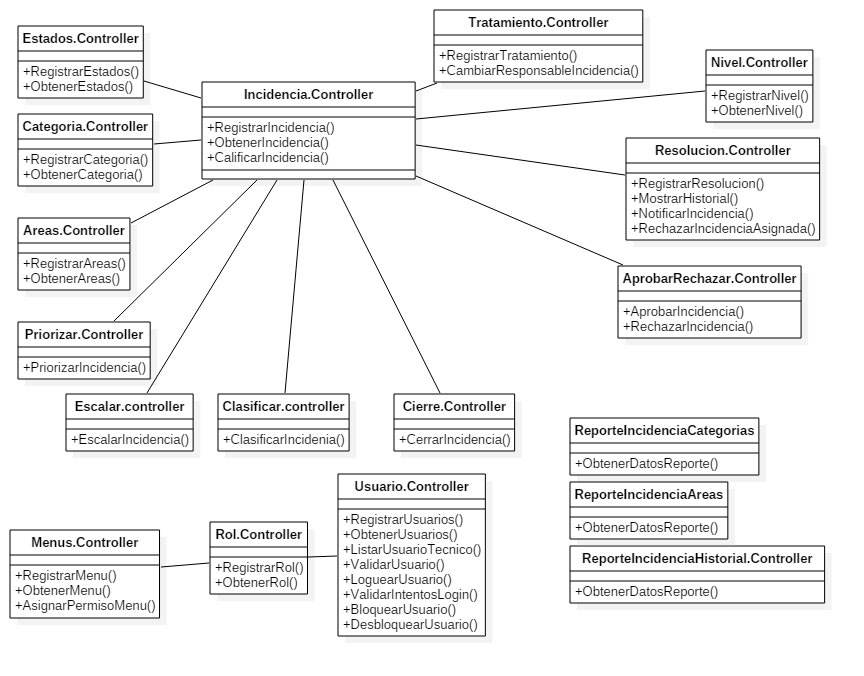 Estados.Controller
+RegistrarEstados()
+ObtenerEstados()
Tratamiento.Controller
+RegistrarTratamiento()
+CambiarResponsableIncidencia()
Nivel.Controller
+RegistrarNivel()
+ObtenerNivel()
Incidencia.Controller
+RegistrarIncidencia()
+ObtenerIncidencia()
+CalificarIncidencia()
Categoria.Controller
+RegistrarCategoria()
+ObtenerCategoria()
Resolucion.Controller
+RegistrarResolucion()
+MostrarHistorial()
+NotificarIncidencia()
+RechazarIncidenciaAsignada()
Areas.Controller
+RegistrarAreas()
+ObtenerAreas()
AprobarRechazar.Controller
+AprobarIncidencia()
+RechazarIncidencia()
Priorizar.Controller
+PriorizarIncidencia()
Escalar.controller
+EscalarIncidencia()
Clasificar.controller
+ClasificarIncidenia()
Cierre.Controller
+CerrarIncidencia()
ReporteIncidenciaCategorias
+ObtenerDatosReporte()
ReporteIncidenciaAreas
+ObtenerDatosReporte()
ReporteIncidenciaHistorial.Controller
+ObtenerDatosReporte()
Menus.Controller
+RegistrarMenu()
+ObtenerMenu()
+AsignarPermisoMenu()
Rol.Controller
+RegistrarRol()
+ObtenerRol()
Usuario.Controller
+RegistrarUsuarios()
+ObtenerUsuarios()
+ListarUsuarioTecnico()
+ValidarUsuario()
+LoguearUsuario()
+ValidarIntentosLogin()
+BloquearUsuario()
+DesbloquearUsuario()